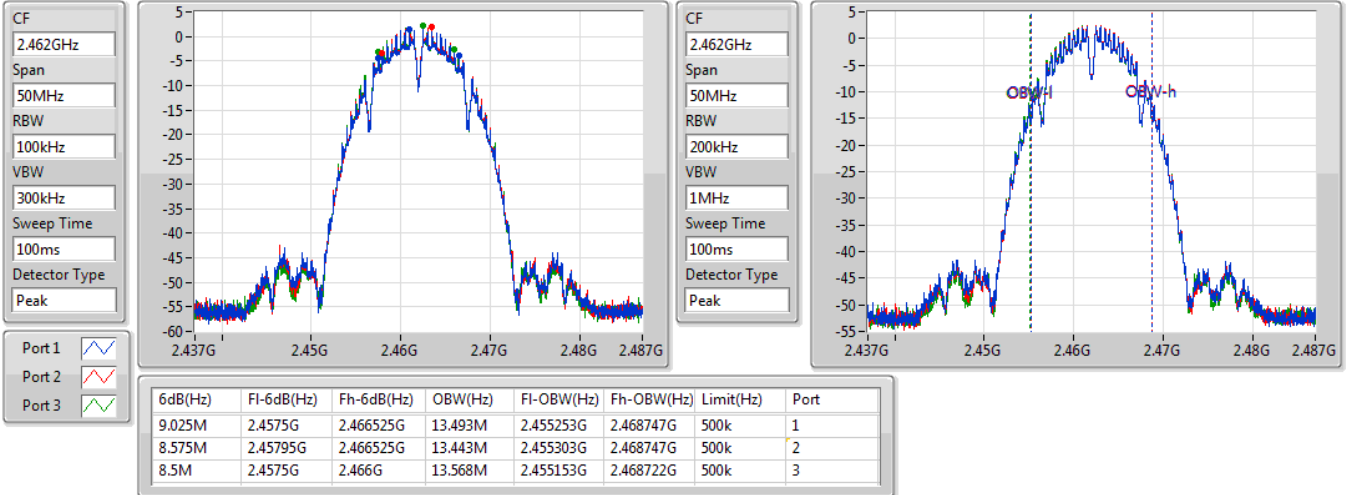 CF
2.462GHz
Span
50MHz
RBW
100kHz
VBW
300kHz
Sweep Time
100ms
Detector Type
Peak
5
0
-5
-10
-15
-20
-25
-30
-35
-40
-45
-50
-55
-60
2.437G 2.45G 2.46G 2.47G 2.48G 2.487G
CF
2.462GHz
Span
50MHz
RBW
200kHz
VBW
1MHz
Sweep Time
100ms
Detector Type
Peak
5
0
-5
-10
-15
-20
-25
-30
-35
-40
-45
-50
-55
OBW-l OBW-h
2.437G 2.45G 2.46G 2.47G 2.48G 2.487G
Port 1
Port 2
Port 3
6dB(Hz) Fl-6dB(Hz) Fh-6dB(Hz) OBW(Hz) Fl-OBW(Hz) Fh-OBW(Hz) Limit(Hz) Port
9.025M 2.4575G 2.466525G 13.493M 2.455253G 2.468747G 500k 1
8.575M 2.45795G 2.466525G 13.443M 2.455303G 2.468747G 500k 2
8.5M 2.4575G 2.466G 13.568M 2.455153G 2.468722G 500k 3